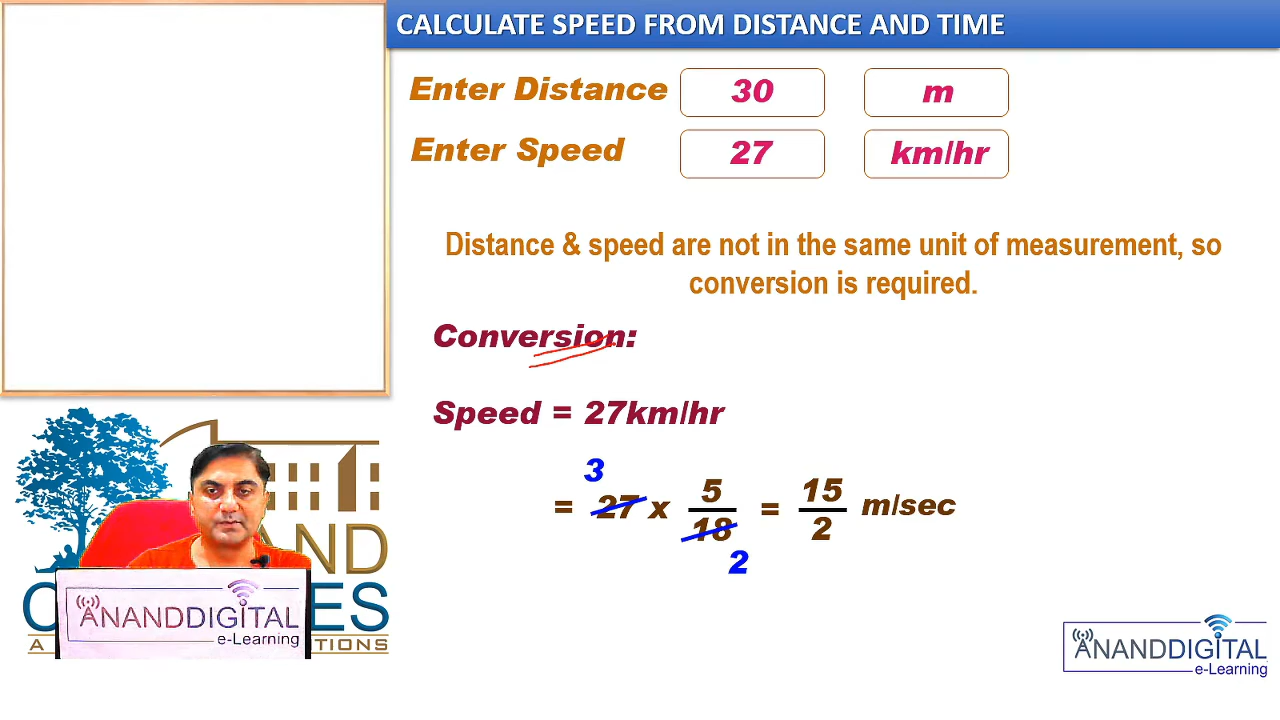 CALCULATE SPEED FROM DISTANCE AND TIME
Enter Distance 30 m
Enter Speed 27 km/hr
Distance & speed are not in the same unit of measurement, so
conversion is required.
Conversion:
Speed = 27km/hr
3
= 27 x 5/18 = 15/2 m/sec
2
AND
ANANDDIGITAL
e-Learning
ANANDDIGITAL
e-Learning